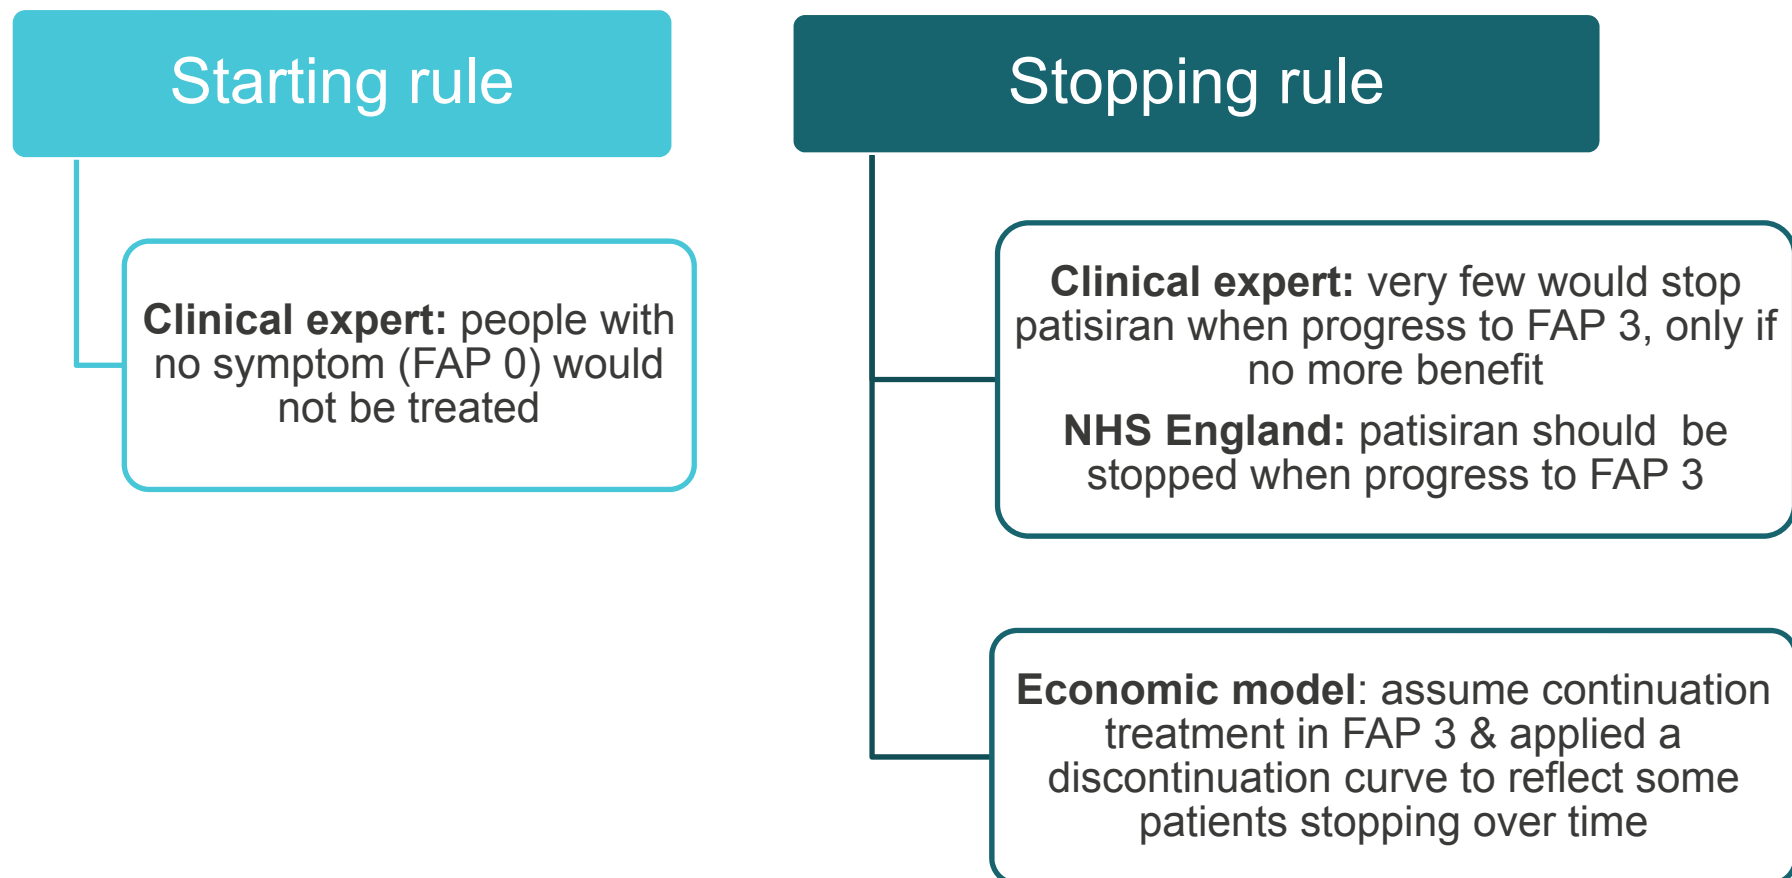 Starting rule
Clinical expert: people with
no symptom (FAP 0) would
not be treated
Stopping rule
Clinical expert: very few would stop
patisiran when progress to FAP 3, only if
no more benefit
NHS England: patisiran should  be
stopped when progress to FAP 3
Economic model: assume continuation
treatment in FAP 3 & applied a
discontinuation curve to reflect some
patients stopping over time